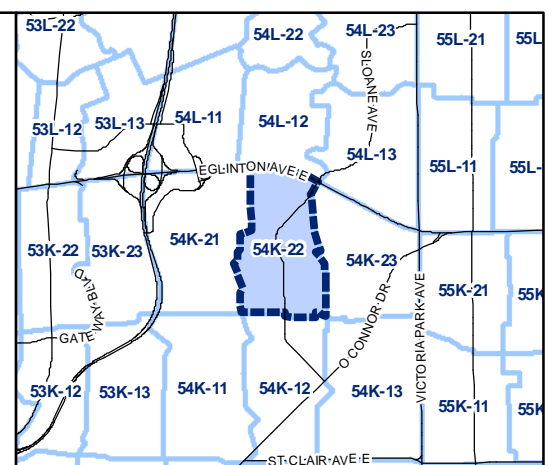 53L-22
54L-22
54L-23
55L-21
55L
SLOANE AVE
53L-12
53L-13
54L-11
54L-12
54L-13
55L-11
55L-
EGLINTON AVE E
53K-22
53K-23
54K-21
54K-22
54K-23
55K-21
55K
GATEWAY BLVD
O CONNOR DR
VICTORIA PARK AVE
53K-12
53K-13
54K-11
54K-12
54K-13
55K-11
55K
ST CLAIR AVE E